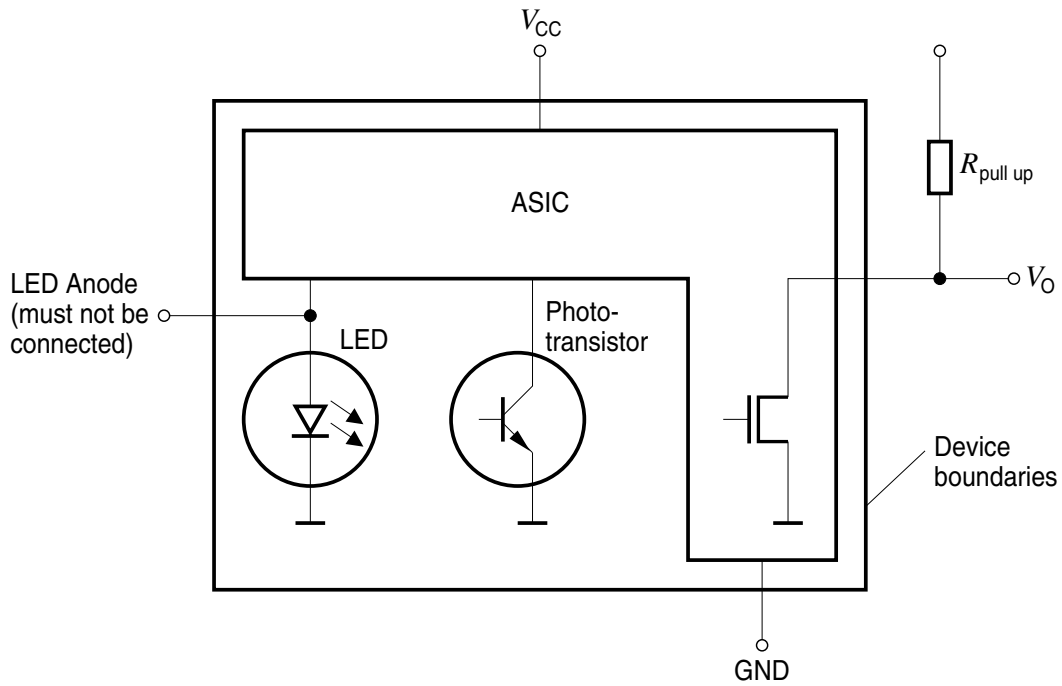 VCC
Rpull up
ASIC
LED Anode
(must not be
connected)
VO
Photo-
transistor
LED
Device
boundaries
GND